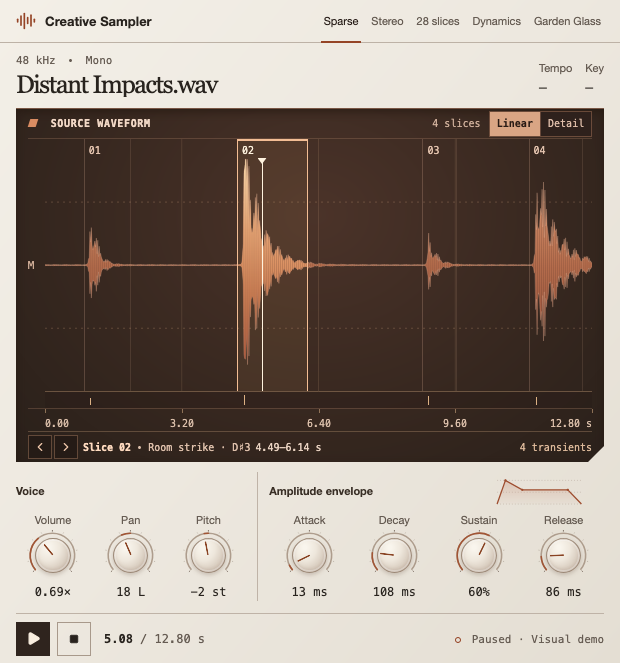 Creative Sampler
Sparse Stereo 28 slices Dynamics Garden Glass
48 kHz • Mono
Distant Impacts.wav
Tempo Key
— —
SOURCE WAVEFORM 4 slices Linear Detail
01 02 03 04
M
0.00 3.20 6.40 9.60 12.80 s
Slice 02 • Room strike · D♯3 4.49–6.14 s 4 transients
Voice Amplitude envelope
Volume Pan Pitch Attack Decay Sustain Release
0.69× 18 L −2 st 13 ms 108 ms 60% 86 ms
5.08 / 12.80 s Paused · Visual demo